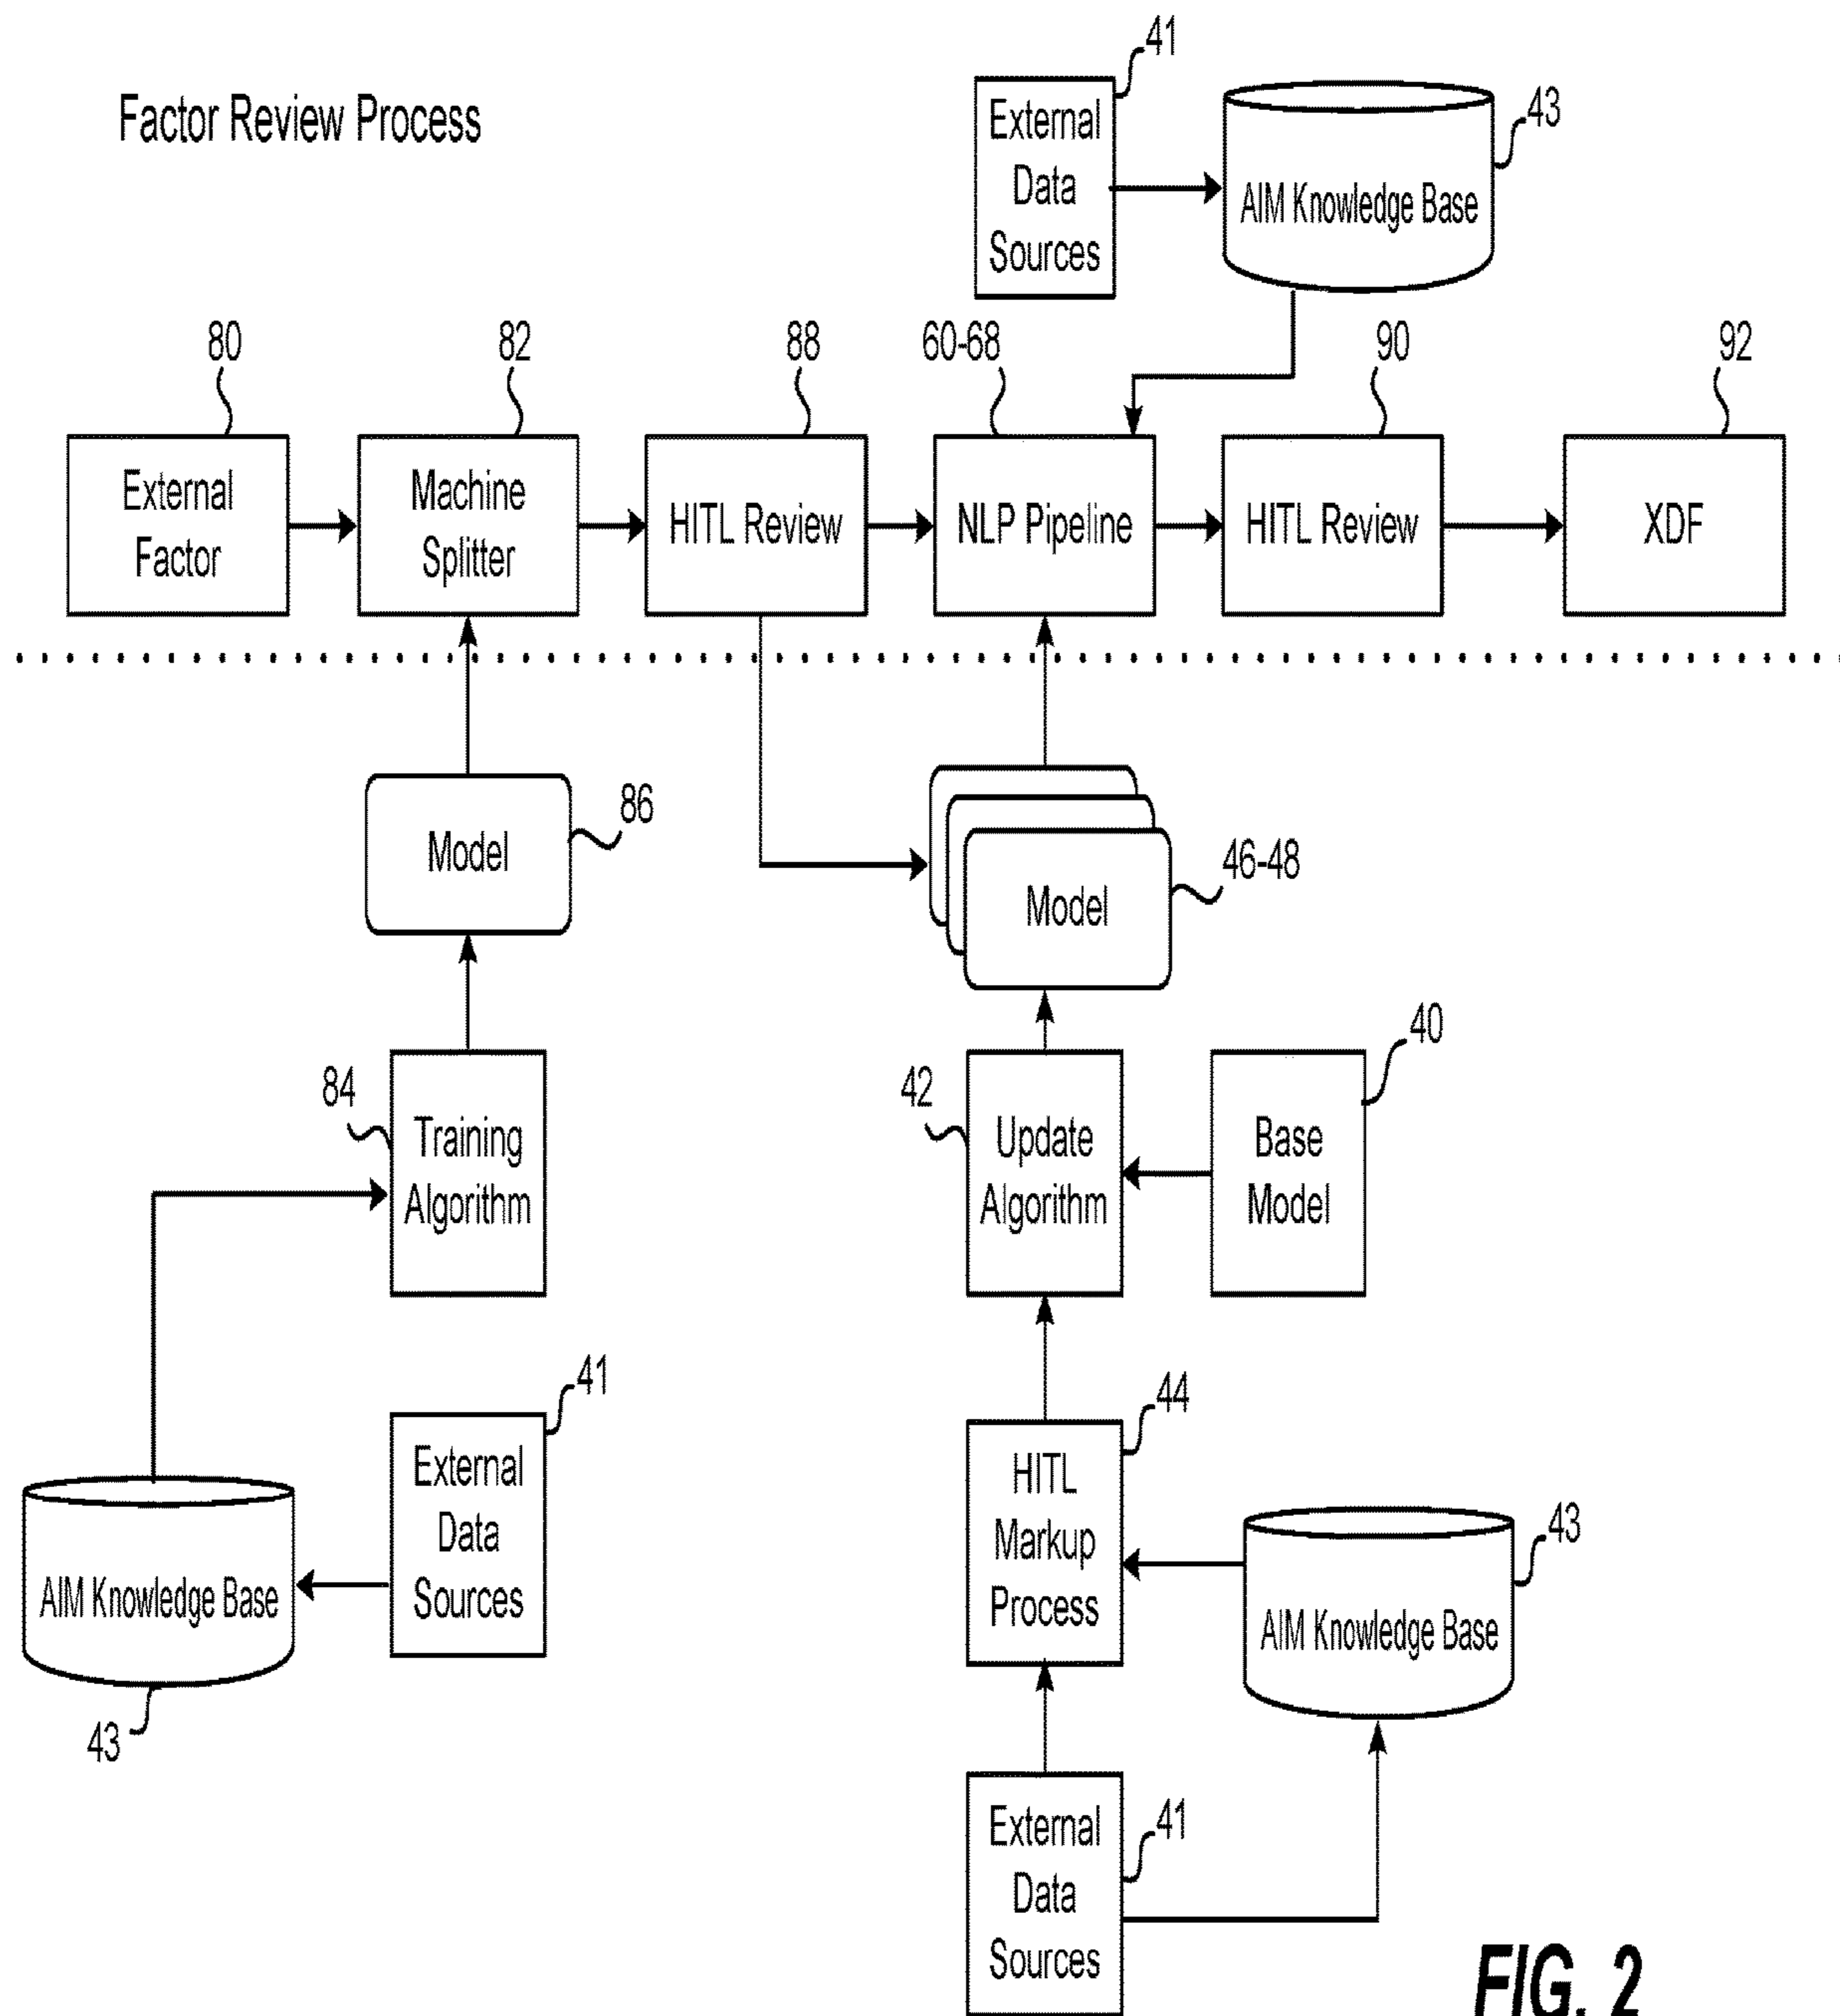 Factor Review Process
41
External
Data
Sources
AIM Knowledge Base
43
80
82
88
60-68
90
92
External
Factor
Machine
Splitter
HITL Review
NLP Pipeline
HITL Review
XDF
Model
86
Model
46-48
84
Training
Algorithm
42
Update
Algorithm
Base
Model
40
41
External
Data
Sources
AIM Knowledge Base
43
44
HITL
Markup
Process
43
AIM Knowledge Base
41
External
Data
Sources
FIG. 2